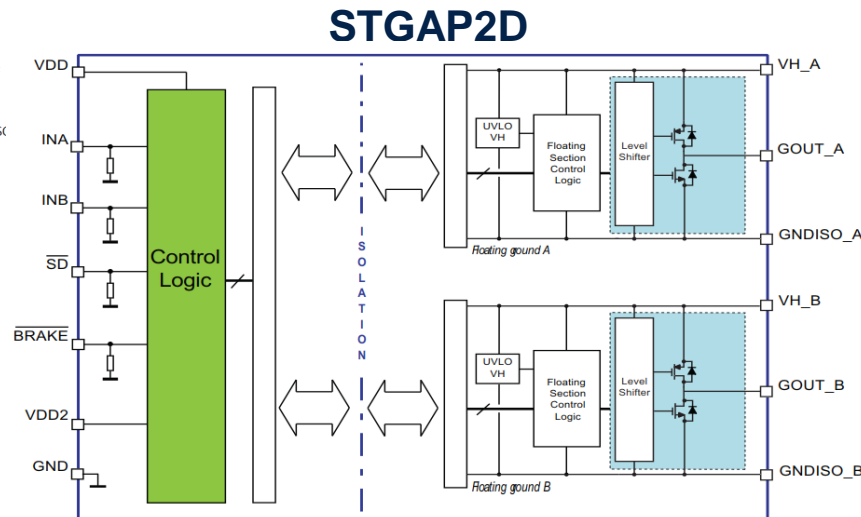 STGAP2D
VDD
INA
INB
SD
BRAKE
VDD2
GND
Control
Logic
I
S
O
L
A
T
I
O
N
UVLO
VH
Floating
Section
Control
Logic
Level
Shifter
Floating ground A
VH_A
GOUT_A
GNDISO_A
UVLO
VH
Floating
Section
Control
Logic
Level
Shifter
Floating ground B
VH_B
GOUT_B
GNDISO_B